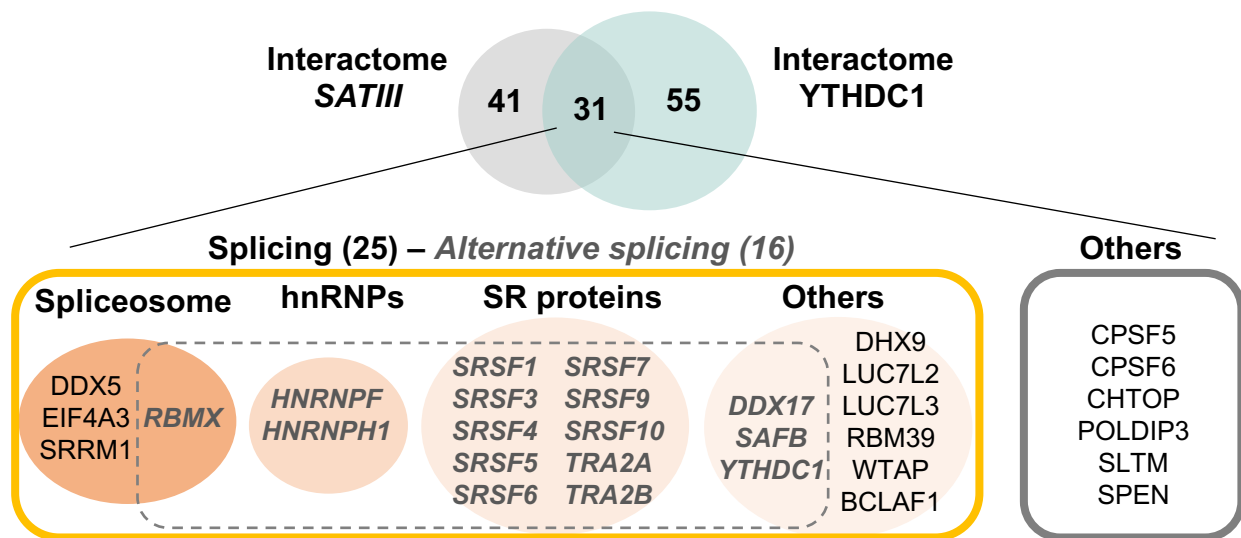 Interactome
SATIII
41
31
55
Interactome
YTHDC1
Splicing (25) – Alternative splicing (16)
Others
Spliceosome
hnRNPs
SR proteins
Others
DDX5
EIF4A3
SRRM1
RBMX
HNRNPF
HNRNPH1
SRSF1 SRSF7
SRSF3 SRSF9
SRSF4 SRSF10
SRSF5 TRA2A
SRSF6 TRA2B
DDX17
SAFB
YTHDC1
DHX9
LUC7L2
LUC7L3
RBM39
WTAP
BCLAF1
CPSF5
CPSF6
CHTOP
POLDIP3
SLTM
SPEN